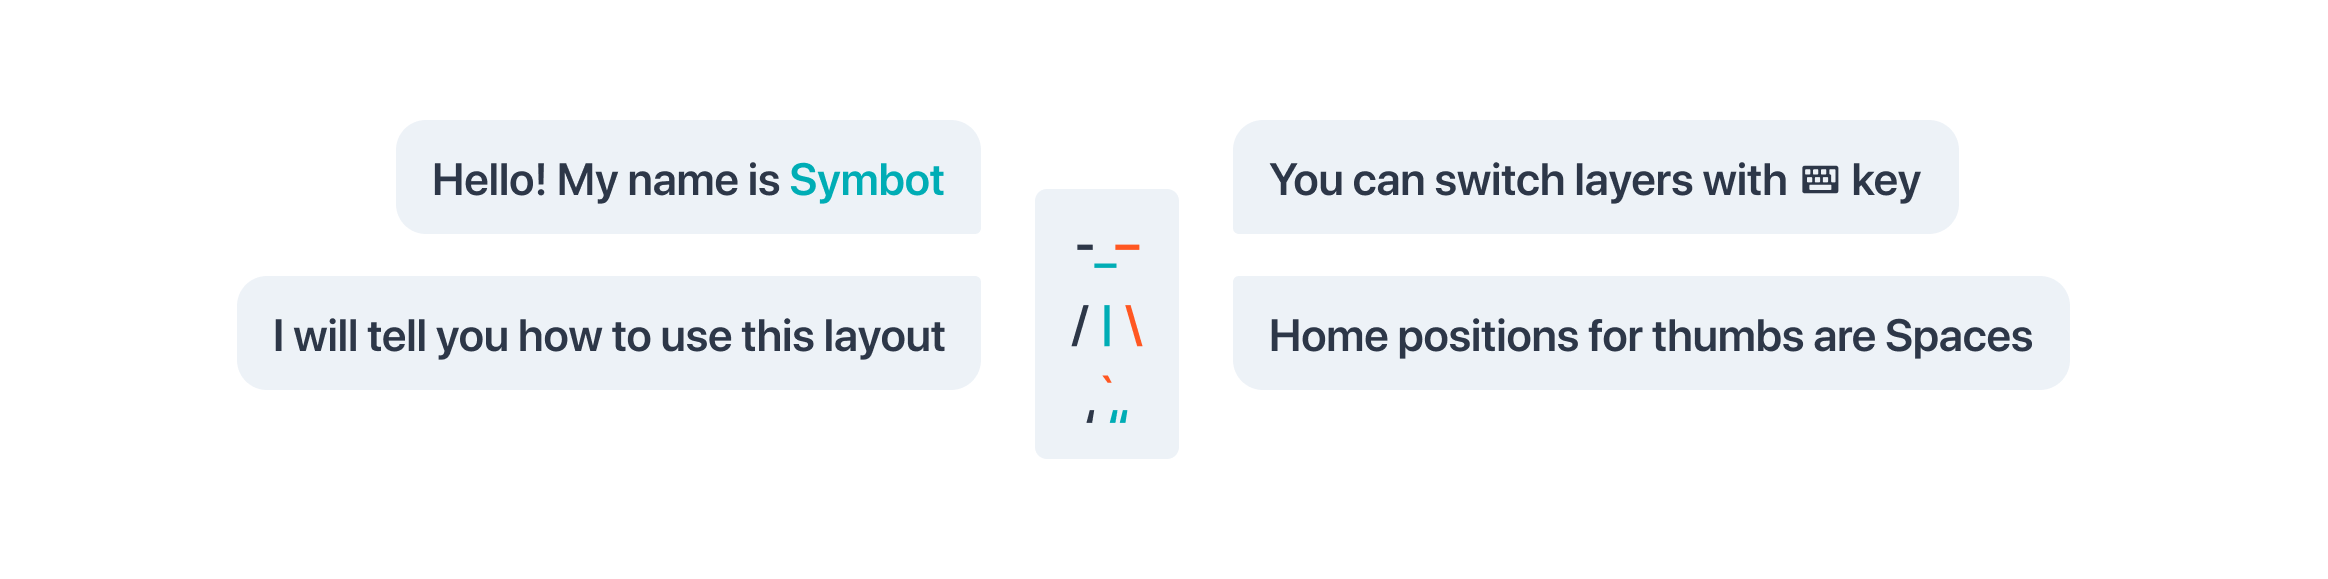 Hello! My name is Symbot
I will tell you how to use this layout
-_–
/|\
`
' "
You can switch layers with ⌨ key
Home positions for thumbs are Spaces